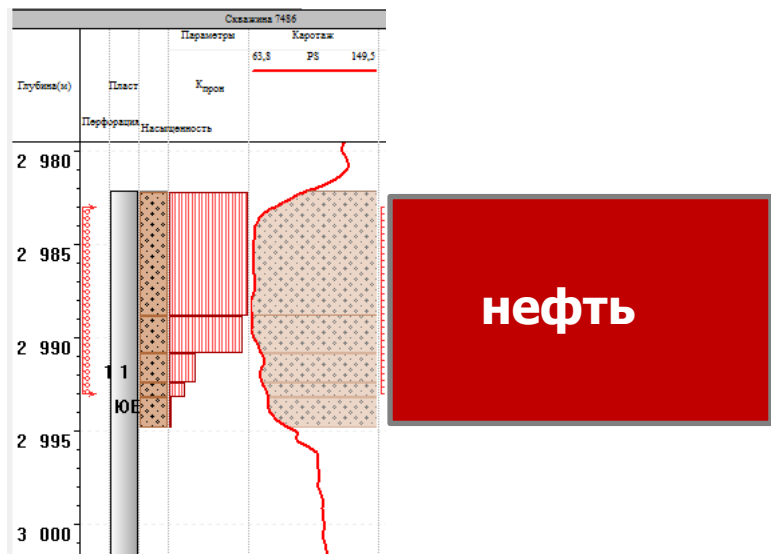 Скважина 7486
Параметры
Каротаж
63,8 PS 149,5
Глубина(м)
Пласт
Kпрон
Перфорация
Насыщенность
2 980
2 985
нефть
2 990
1 1
ЮЕ
2 995
3 000